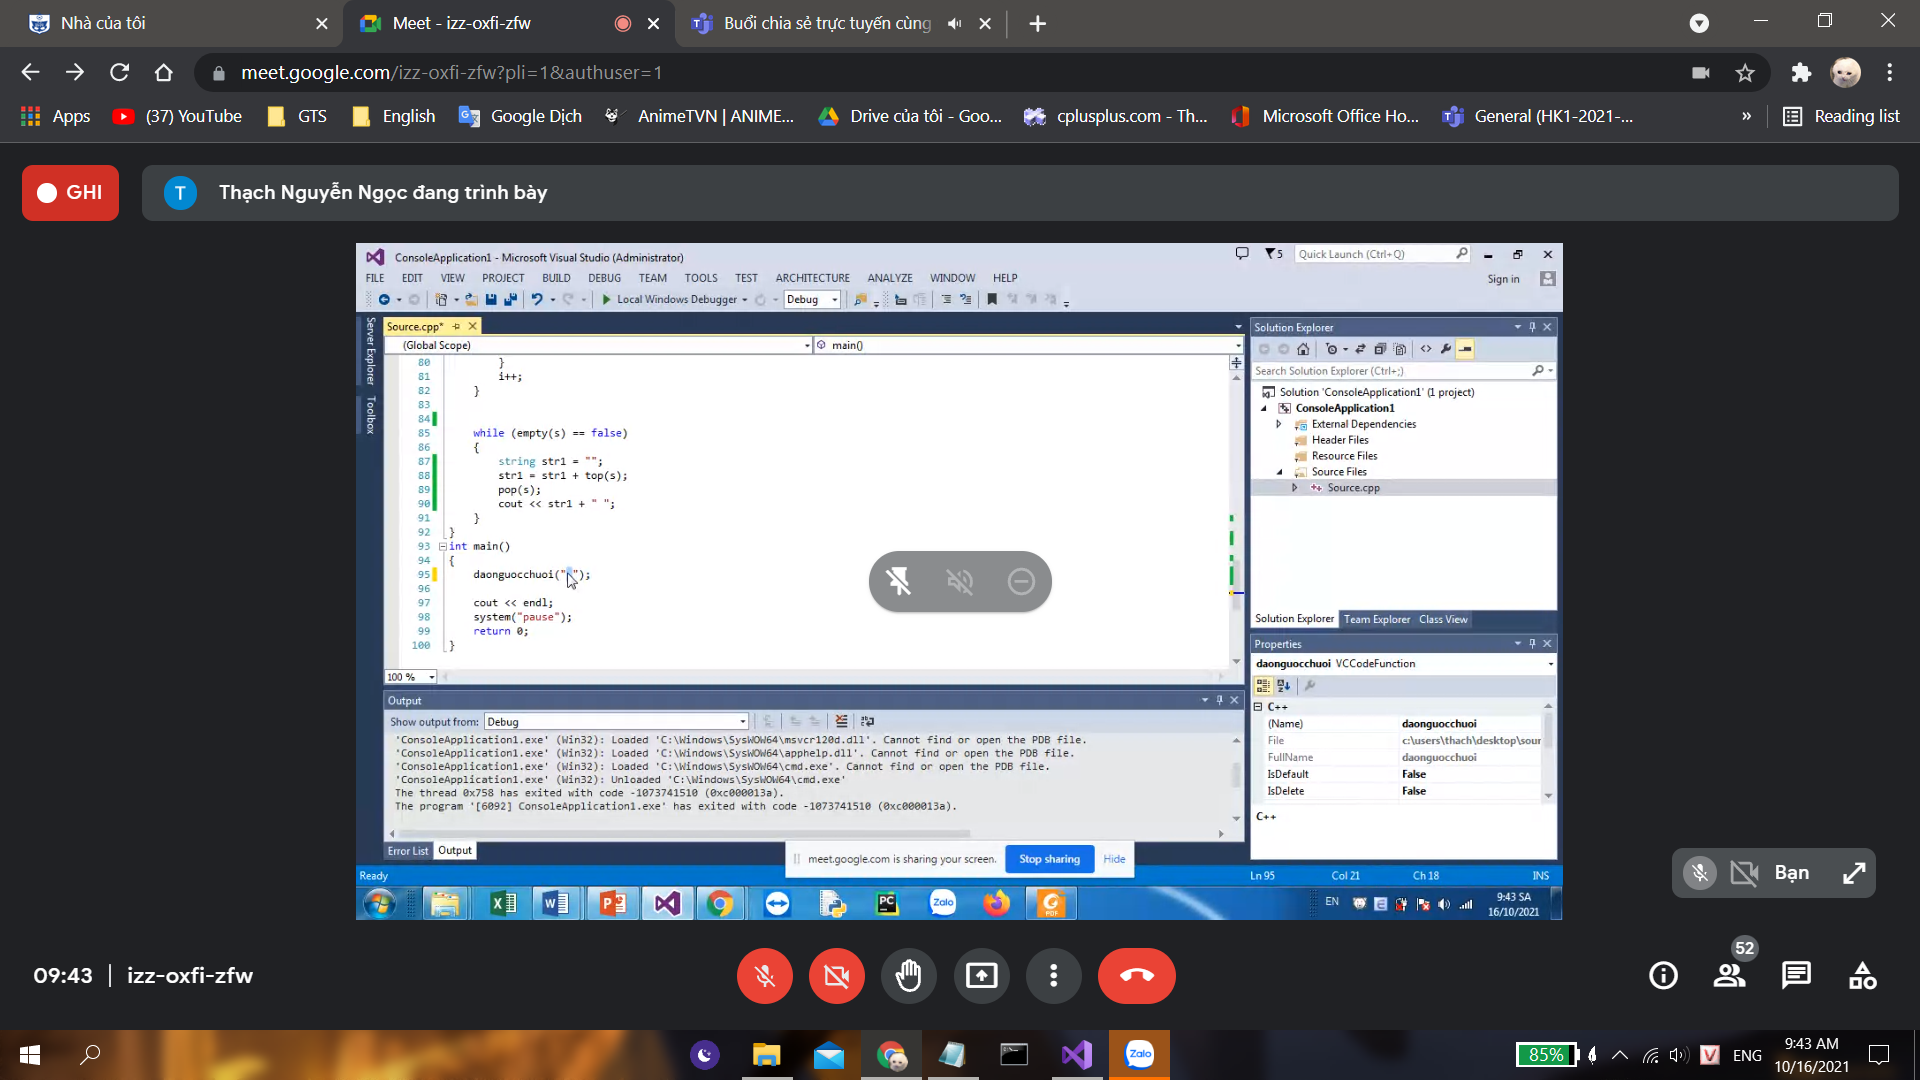 Nhà của tôi
Meet - izz-oxfi-zfw
Buổi chia sẻ trực tuyến cùng
meet.google.com/izz-oxfi-zfw?pli=1&authuser=1
Apps
(37) YouTube
GTS
English
Google Dịch
AnimeTVN | ANIME...
Drive của tôi - Goo...
cplusplus.com - Th...
Microsoft Office Ho...
General (HK1-2021-...
»
Reading list
GHI
T
Thạch Nguyễn Ngọc đang trình bày
ConsoleApplication1 - Microsoft Visual Studio (Administrator)
5
Quick Launch (Ctrl+Q)
FILE EDIT VIEW PROJECT BUILD DEBUG TEAM TOOLS TEST ARCHITECTURE ANALYZE WINDOW HELP
Sign in
Local Windows Debugger
Debug
Server Explorer
Toolbox
Source.cpp*
(Global Scope)
main()
80 }
81 i++;
82 }
83
84
85 while (empty(s) == false)
86 {
87 string str1 = "";
88 str1 = str1 + top(s);
89 pop(s);
90 cout << str1 + " ";
91 }
92 }
93 int main()
94 {
95 daonguocchuoi(" ");
96
97 cout << endl;
98 system("pause");
99 return 0;
100 }
100 %
Output
Show output from: Debug
'ConsoleApplication1.exe' (Win32): Loaded 'C:\Windows\SysWOW64\msvcr120d.dll'. Cannot find or open the PDB file.
'ConsoleApplication1.exe' (Win32): Loaded 'C:\Windows\SysWOW64\apphelp.dll'. Cannot find or open the PDB file.
'ConsoleApplication1.exe' (Win32): Loaded 'C:\Windows\SysWOW64\cmd.exe'. Cannot find or open the PDB file.
'ConsoleApplication1.exe' (Win32): Unloaded 'C:\Windows\SysWOW64\cmd.exe'
The thread 0x758 has exited with code -1073741510 (0xc000013a).
The program '[6092] ConsoleApplication1.exe' has exited with code -1073741510 (0xc000013a).
Error List
Output
Solution Explorer
Search Solution Explorer (Ctrl+;)
Solution 'ConsoleApplication1' (1 project)
ConsoleApplication1
External Dependencies
Header Files
Resource Files
Source Files
Source.cpp
Solution Explorer Team Explorer Class View
Properties
daonguocchuoi VCCodeFunction
C++
(Name) daonguocchuoi
File c:\users\thach\desktop\sour
FullName daonguocchuoi
IsDefault False
IsDelete False
C++
meet.google.com is sharing your screen.
Stop sharing
Hide
Ready
Ln 95
Col 21
Ch 18
INS
PC
Zalo
PDF
EN
9:43 SA
16/10/2021
Bạn
09:43 | izz-oxfi-zfw
52
Zalo
85%
V
ENG
9:43 AM
10/16/2021